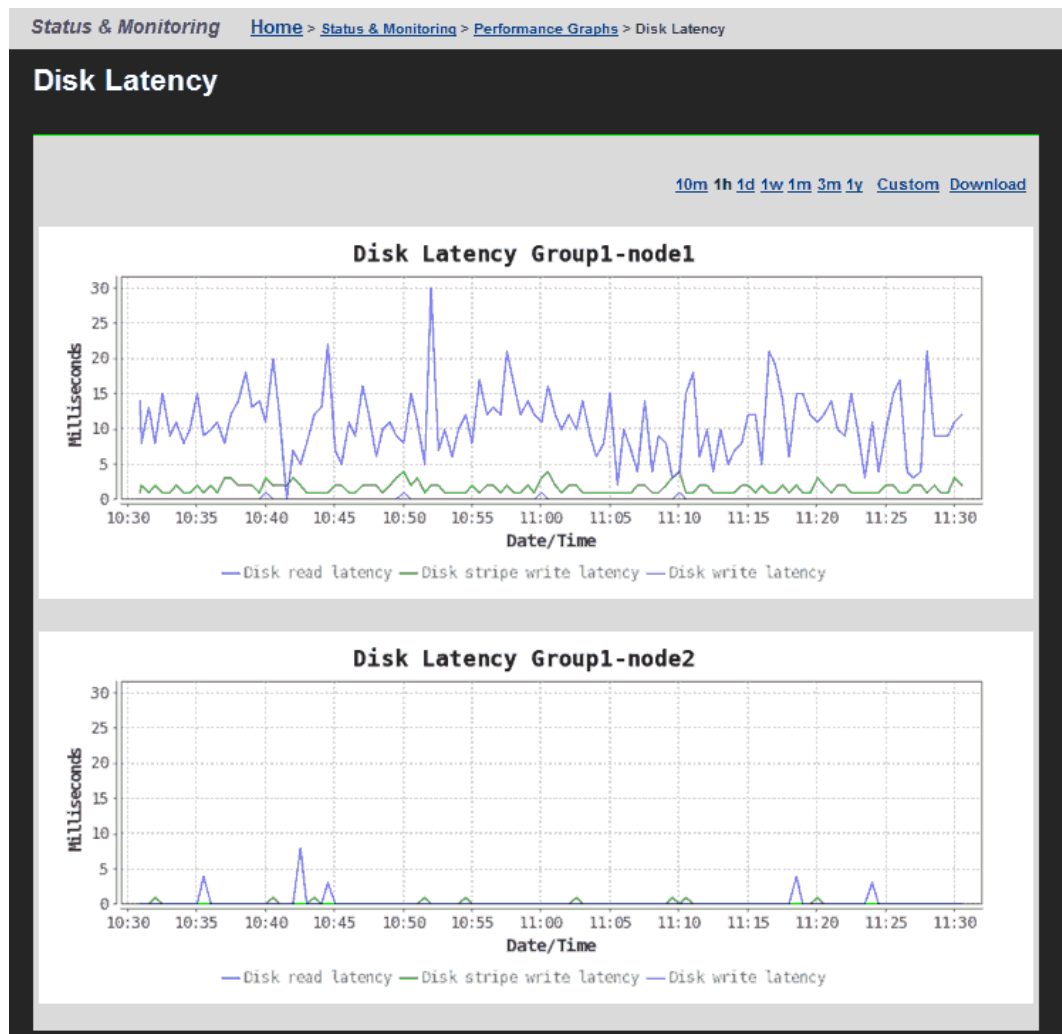 Status & Monitoring Home > Status & Monitoring > Performance Graphs > Disk Latency
Disk Latency
10m 1h 1d 1w 1m 3m 1y Custom Download
Disk Latency Group1-node1
30
25
20
15
10
5
0
Milliseconds
10:30 10:35 10:40 10:45 10:50 10:55 11:00 11:05 11:10 11:15 11:20 11:25 11:30
Date/Time
Disk read latency Disk stripe write latency Disk write latency
Disk Latency Group1-node2
30
25
20
15
10
5
0
Milliseconds
10:30 10:35 10:40 10:45 10:50 10:55 11:00 11:05 11:10 11:15 11:20 11:25 11:30
Date/Time
Disk read latency Disk stripe write latency Disk write latency